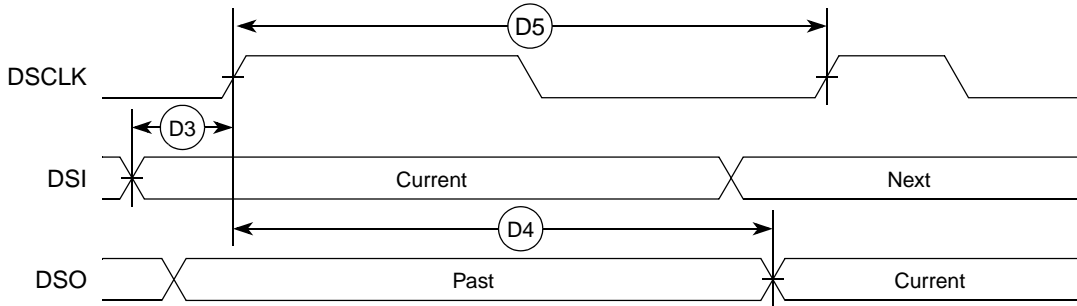 D5
DSCLK
D3
DSI Current Next
D4
DSO Past Current